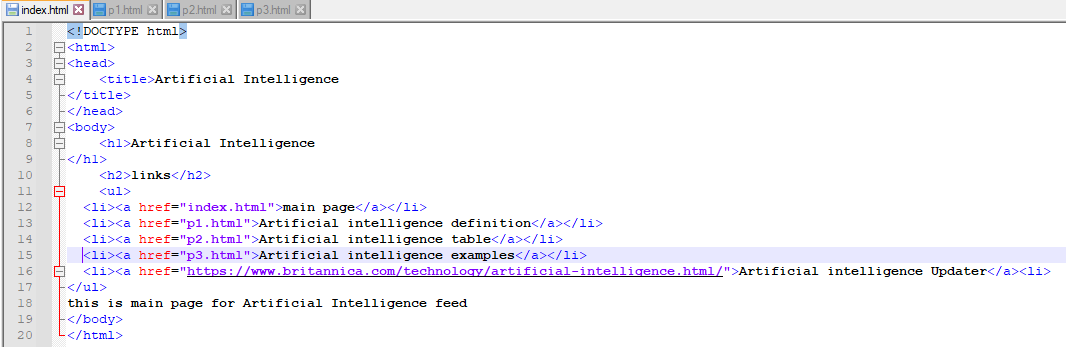 index.html p1.html p2.html p3.html
1 <!DOCTYPE html>
2 <html>
3 <head>
4 <title>Artificial Intelligence
5 </title>
6 </head>
7 <body>
8 <h1>Artificial Intelligence
9 </h1>
10 <h2>links</h2>
11 <ul>
12 <li><a href="index.html">main page</a></li>
13 <li><a href="p1.html">Artificial intelligence definition</a></li>
14 <li><a href="p2.html">Artificial intelligence table</a></li>
15 <li><a href="p3.html">Artificial intelligence examples</a></li>
16 <li><a href="https://www.britannica.com/technology/artificial-intelligence.html/">Artificial intelligence Updater</a><li>
17 </ul>
18 this is main page for Artificial Intelligence feed
19 </body>
20 </html>